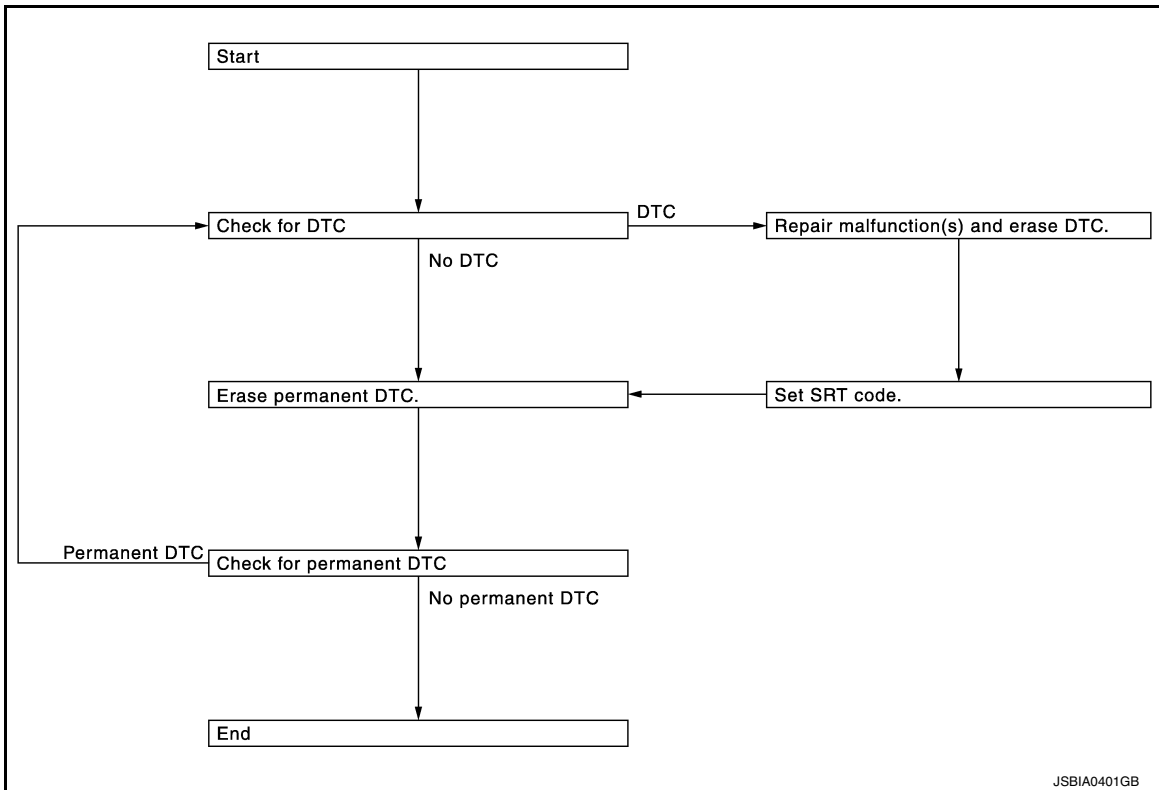 Start
Check for DTC
DTC
Repair malfunction(s) and erase DTC.
No DTC
Erase permanent DTC.
Set SRT code.
Permanent DTC
Check for permanent DTC
No permanent DTC
End
JSBIA0401GB